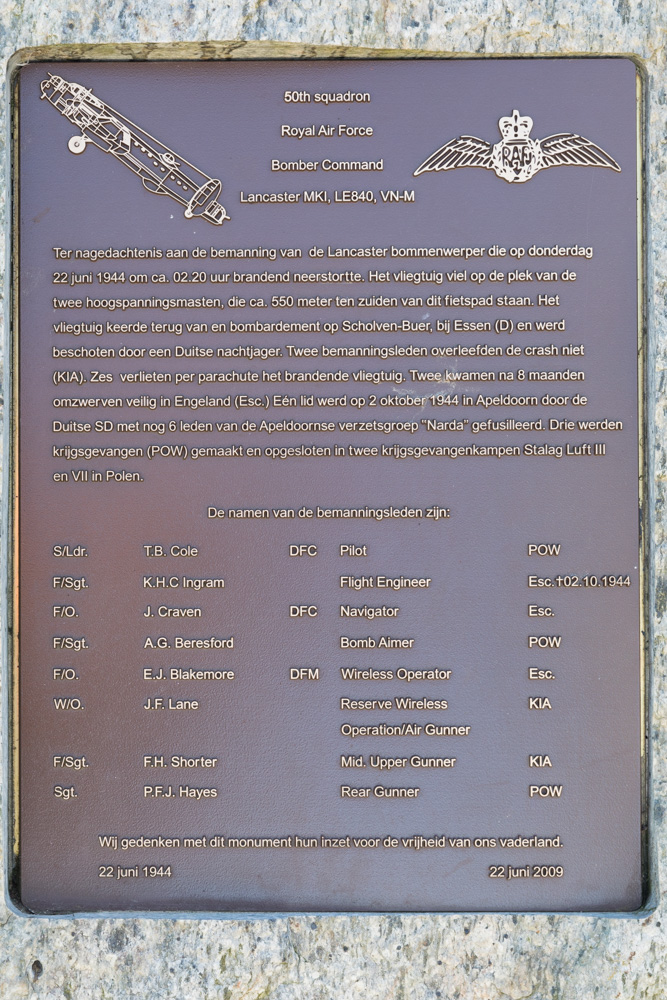 50th squadron
Royal Air Force
Bomber Command
Lancaster MKI, LE840, VN-M
RAF
Ter nagedachtenis aan de bemanning van de Lancaster bommenwerper die op donderdag
22 juni 1944 om ca. 02.20 uur brandend neerstortte. Het vliegtuig viel op de plek van de
twee hoogspanningsmasten, die ca. 550 meter ten zuiden van dit fietspad staan. Het
vliegtuig keerde terug van en bombardement op Scholven-Buer, bij Essen (D) en werd
beschoten door een Duitse nachtjager. Twee bemanningsleden overleefden de crash niet
(KIA). Zes verlieten per parachute het brandende vliegtuig. Twee kwamen na 8 maanden
omzwerven veilig in Engeland (Esc.) Eén lid werd op 2 oktober 1944 in Apeldoorn door de
Duitse SD met nog 6 leden van de Apeldoornse verzetsgroep "Narda" gefusilleerd. Drie werden
krijgsgevangen (POW) gemaakt en opgesloten in twee krijgsgevangenkampen Stalag Luft III
en VII in Polen.
De namen van de bemanningsleden zijn:
S/Ldr. T.B. Cole DFC Pilot POW
F/Sgt. K.H.C Ingram Flight Engineer Esc.✝02.10.1944
F/O. J. Craven DFC Navigator Esc.
F/Sgt. A.G. Beresford Bomb Aimer POW
F/O. E.J. Blakemore DFM Wireless Operator Esc.
W/O. J.F. Lane Reserve Wireless KIA
Operation/Air Gunner
F/Sgt. F.H. Shorter Mid. Upper Gunner KIA
Sgt. P.F.J. Hayes Rear Gunner POW
Wij gedenken met dit monument hun inzet voor de vrijheid van ons vaderland.
22 juni 1944 22 juni 2009